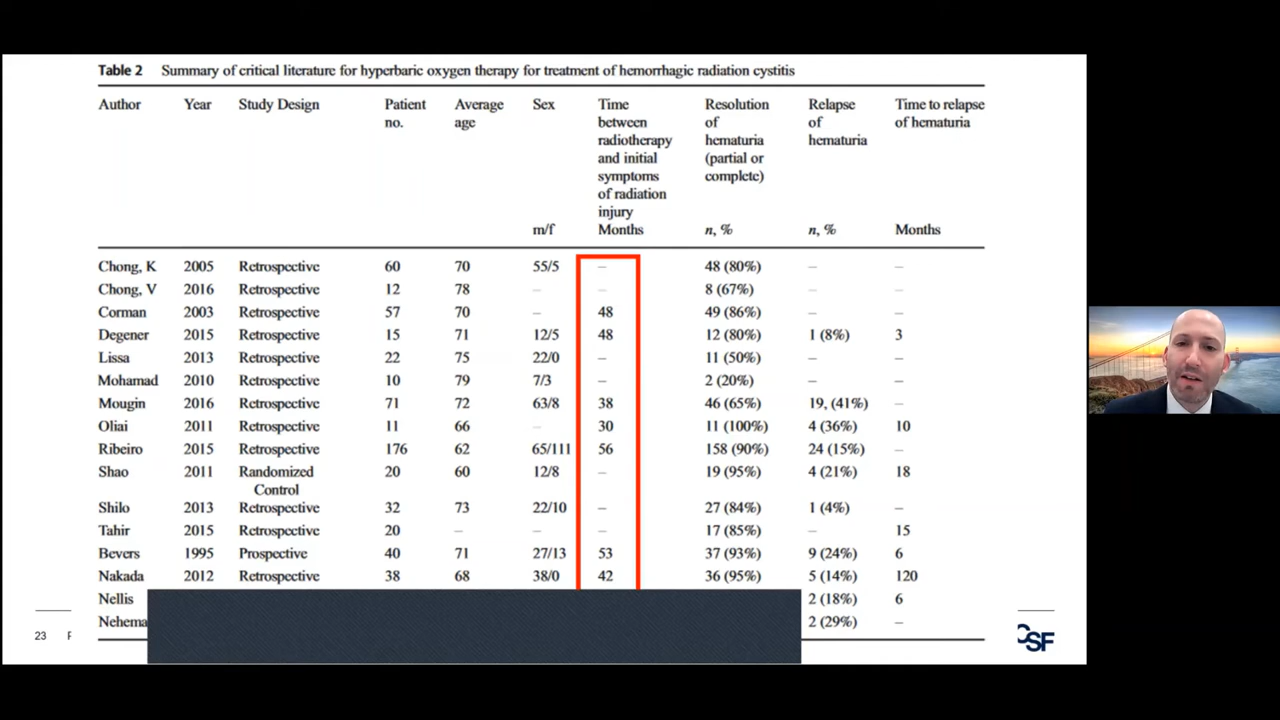 Table 2 Summary of critical literature for hyperbaric oxygen therapy for treatment of hemorrhagic radiation cystitis
Author Year Study Design Patient no. Average age Sex m/f Time between radiotherapy and initial symptoms of radiation injury Months Resolution of hematuria (partial or complete) n, % Relapse of hematuria n, % Time to relapse of hematuria Months
Chong, K 2005 Retrospective 60 70 55/5 – 48 (80%) – –
Chong, V 2016 Retrospective 12 78 – – 8 (67%) – –
Corman 2003 Retrospective 57 70 – 48 49 (86%) – –
Degener 2015 Retrospective 15 71 12/5 48 12 (80%) 1 (8%) 3
Lissa 2013 Retrospective 22 75 22/0 – 11 (50%) – –
Mohamad 2010 Retrospective 10 79 7/3 – 2 (20%) – –
Mougin 2016 Retrospective 71 72 63/8 38 46 (65%) 19, (41%) –
Oliai 2011 Retrospective 11 66 – 30 11 (100%) 4 (36%) 10
Ribeiro 2015 Retrospective 176 62 65/111 56 158 (90%) 24 (15%) –
Shao 2011 Randomized Control 20 60 12/8 – 19 (95%) 4 (21%) 18
Shilo 2013 Retrospective 32 73 22/10 – 27 (84%) 1 (4%) –
Tahir 2015 Retrospective 20 – – – 17 (85%) – 15
Bevers 1995 Prospective 40 71 27/13 53 37 (93%) 9 (24%) 6
Nakada 2012 Retrospective 38 68 38/0 42 36 (95%) 5 (14%) 120
Nellis 2 (18%) 6
Nehema 2 (29%) –
23
CSF